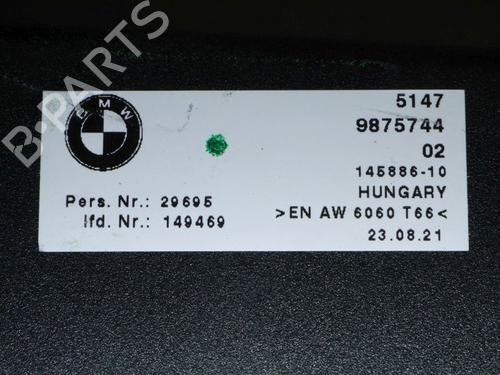 B-PARTS
BMW
5147
9875744
02
145886-10
HUNGARY
>EN AW 6060 T66<
23.08.21
Pers. Nr.: 29695
lfd. Nr.: 149469